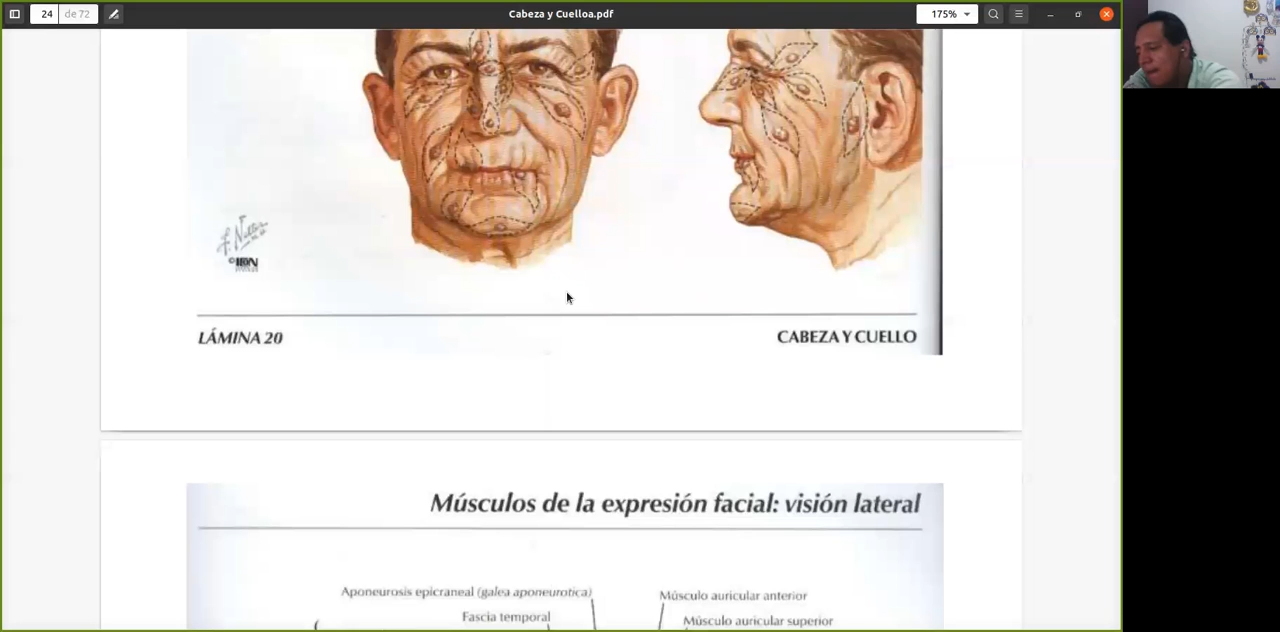 24 de 72
Cabeza y Cuelloa.pdf
175%
F. Netter
LÁMINA 20
CABEZA Y CUELLO
Músculos de la expresión facial: visión lateral
Aponeurosis epicraneal (galea aponeurotica)
Músculo auricular anterior
Fascia temporal
Músculo auricular superior